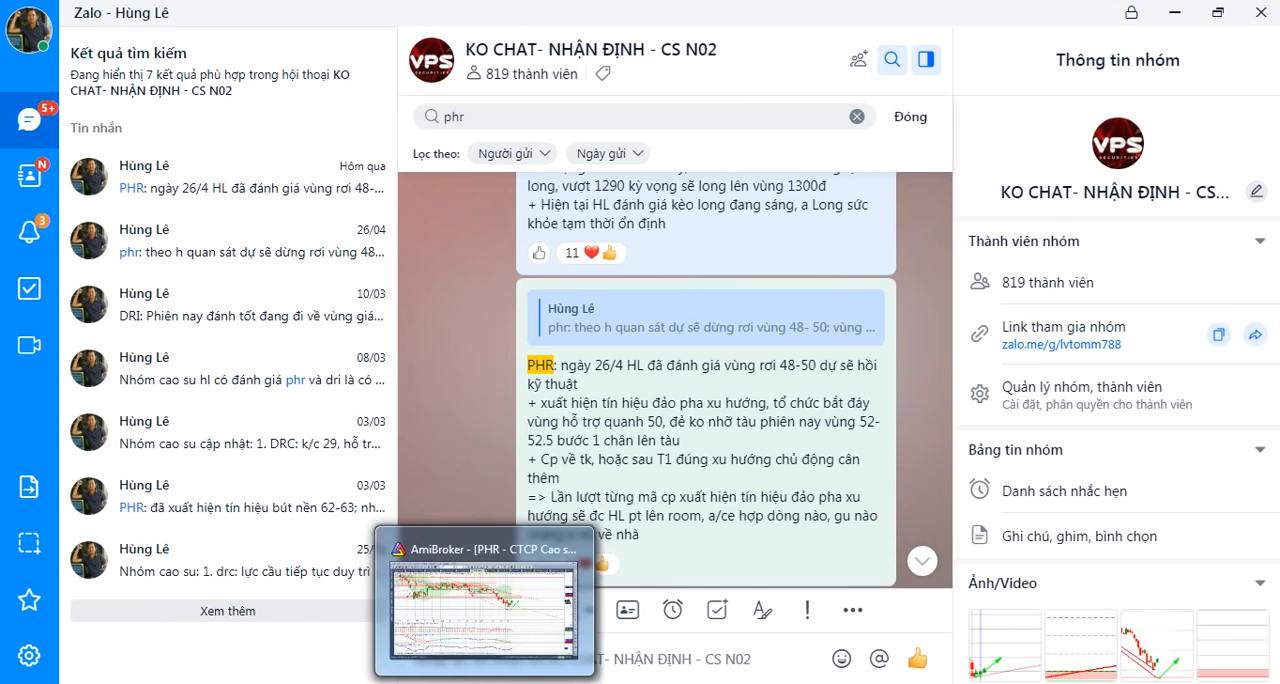 Zalo - Hùng Lê
Kết quả tìm kiếm
Đang hiển thị 7 kết quả phù hợp trong hội thoại KO
CHAT- NHẬN ĐỊNH - CS N02
Tin nhắn
5+
N
3
Hùng Lê
Hôm qua
PHR: ngày 26/4 HL đã đánh giá vùng rơi 48-...
Hùng Lê
26/04
phr: theo h quan sát dự sẽ dừng rơi vùng 48...
Hùng Lê
10/03
DRI: Phiên nay đánh tốt đang đi về vùng giá...
Hùng Lê
08/03
Nhóm cao su hl có đánh giá phr và dri là có ...
Hùng Lê
03/03
Nhóm cao su cập nhật: 1. DRC: k/c 29, hỗ tr...
Hùng Lê
03/03
PHR: đã xuất hiện tín hiệu bút nền 62-63; nh...
Hùng Lê
25/
Nhóm cao su: 1. drc: lực cầu tiếp tục duy trì
Xem thêm
VPS
SECURITIES
KO CHAT- NHẬN ĐỊNH - CS N02
819 thành viên
phr
Đóng
Lọc theo:
Người gửi
Ngày gửi
long, vượt 1290 kỳ vọng sẽ long lên vùng 1300đ
+ Hiện tại HL đánh giá kèo long đang sáng, a Long sức
khỏe tạm thời ổn định
11
Hùng Lê
phr: theo h quan sát dự sẽ dừng rơi vùng 48- 50; vùng ...
PHR: ngày 26/4 HL đã đánh giá vùng rơi 48-50 dự sẽ hồi
kỹ thuật
+ xuất hiện tín hiệu đảo pha xu hướng, tổ chức bắt đáy
vùng hỗ trợ quanh 50, đẻ ko nhỡ tàu phiên nay vùng 52-
52.5 bước 1 chân lên tàu
+ Cp về tk, hoặc sau T1 đúng xu hướng chủ động cân
thêm
=> Lần lượt từng mã cp xuất hiện tín hiệu đảo pha xu
hướng sẽ đc HL pt lên room, a/ce hợp dòng nào, gu nào
về nhà
AmiBroker - [PHR - CTCP Cao s...
T- NHẬN ĐỊNH - CS N02
Thông tin nhóm
VPS
SECURITIES
KO CHAT- NHẬN ĐỊNH - CS...
Thành viên nhóm
819 thành viên
Link tham gia nhóm
zalo.me/g/lvtomm788
Quản lý nhóm, thành viên
Cài đặt, phân quyền cho thành viên
Bảng tin nhóm
Danh sách nhắc hẹn
Ghi chú, ghim, bình chọn
Ảnh/Video